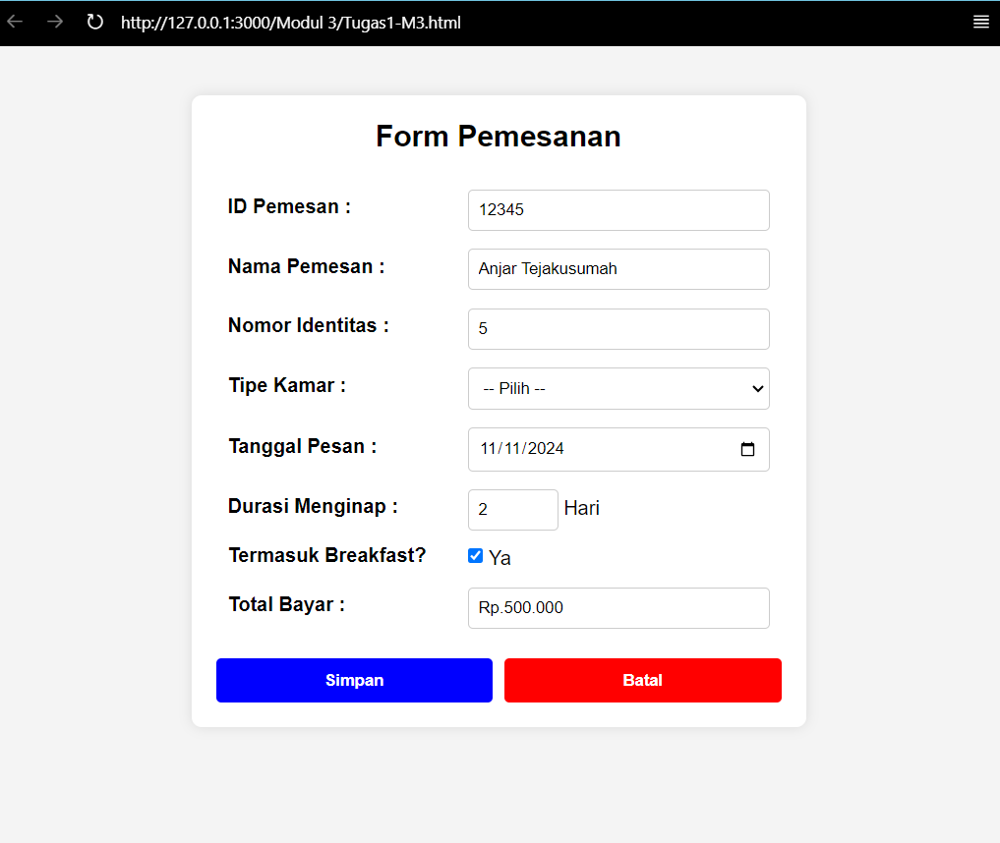 http://127.0.0.1:3000/Modul 3/Tugas1-M3.html
Form Pemesanan
ID Pemesan : 12345
Nama Pemesan : Anjar Tejakusumah
Nomor Identitas : 5
Tipe Kamar : -- Pilih --
Tanggal Pesan : 11/11/2024
Durasi Menginap : 2 Hari
Termasuk Breakfast? Ya
Total Bayar : Rp.500.000
Simpan Batal